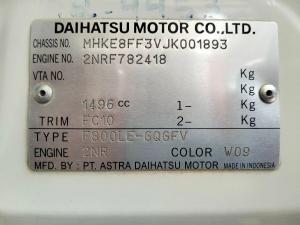 DAIHATSU MOTOR CO.,LTD.
CHASSIS NO. MHKE8FF3VJK001893
ENGINE NO. 2NRF782418
VTA NO. Kg
Kg
1496 cc 1- Kg
TRIM FC10 2- Kg
TYPE F800LE-GQGFV
ENGINE 2NR COLOR W09
MFD. BY : PT. ASTRA DAIHATSU MOTOR MADE IN INDONESIA